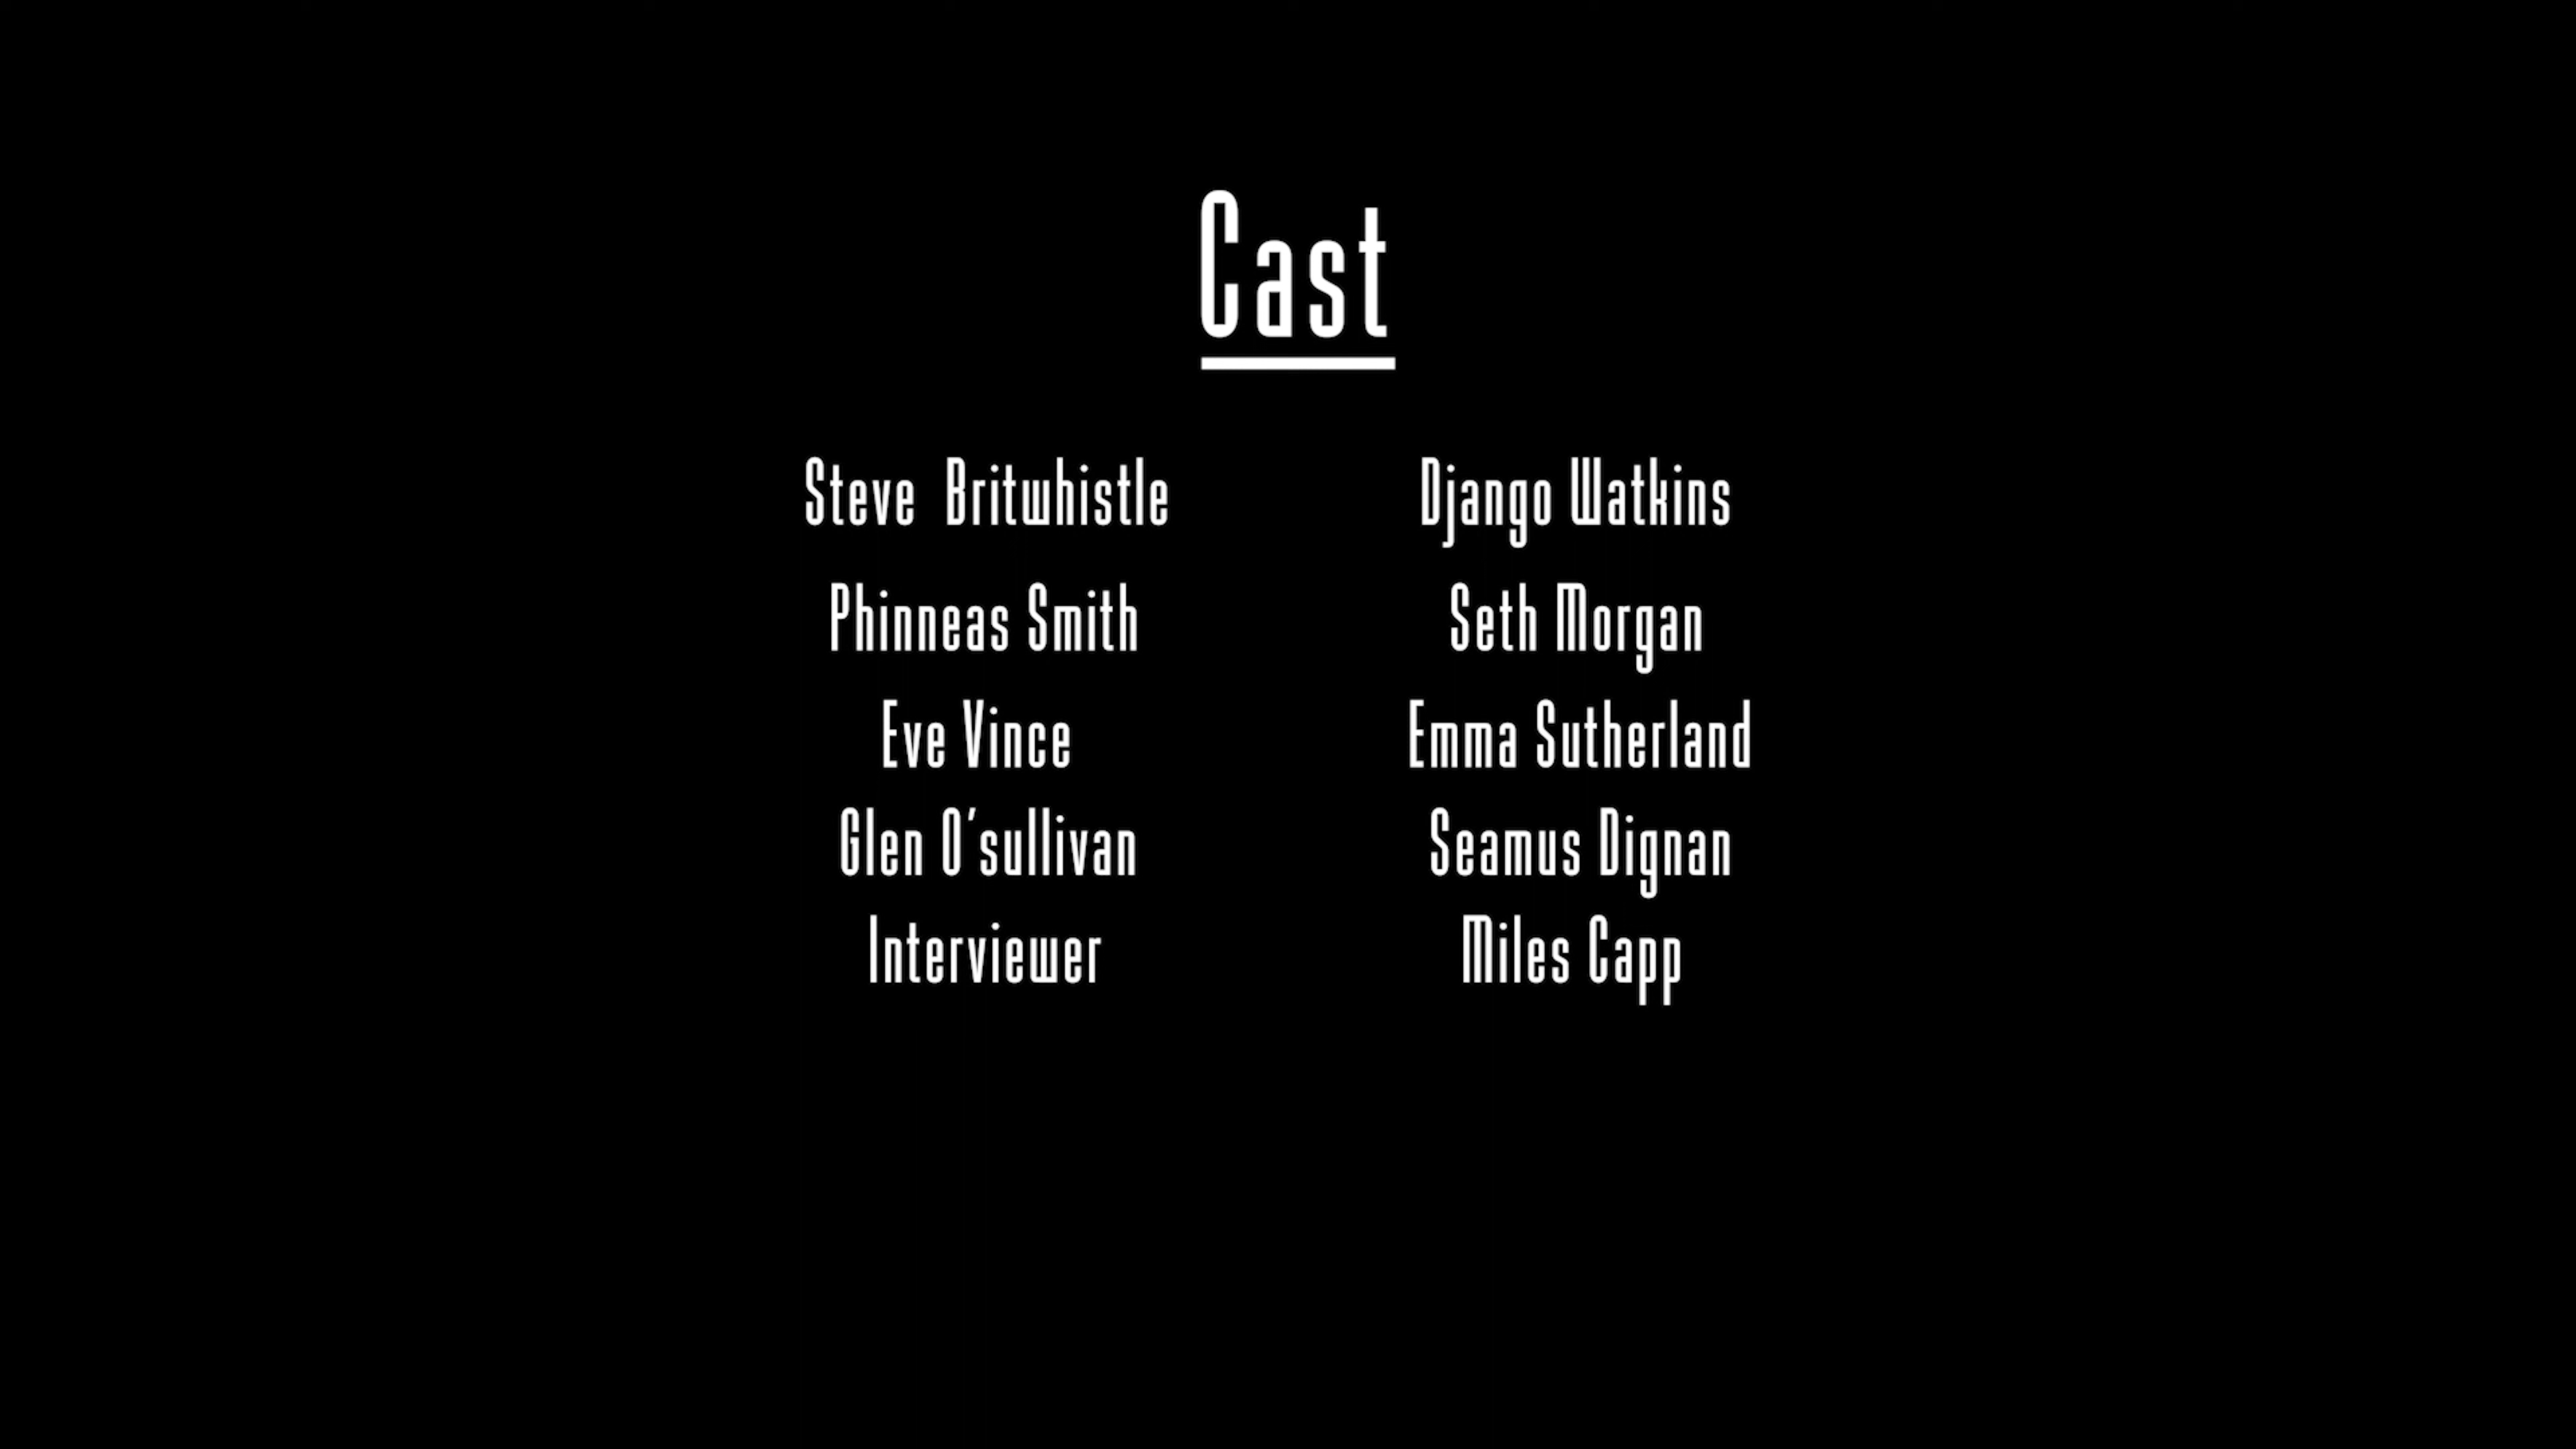 Cast
Steve Britwhistle Django Watkins
Phinneas Smith Seth Morgan
Eve Vince Emma Sutherland
Glen O'sullivan Seamus Dignan
Interviewer Miles Capp